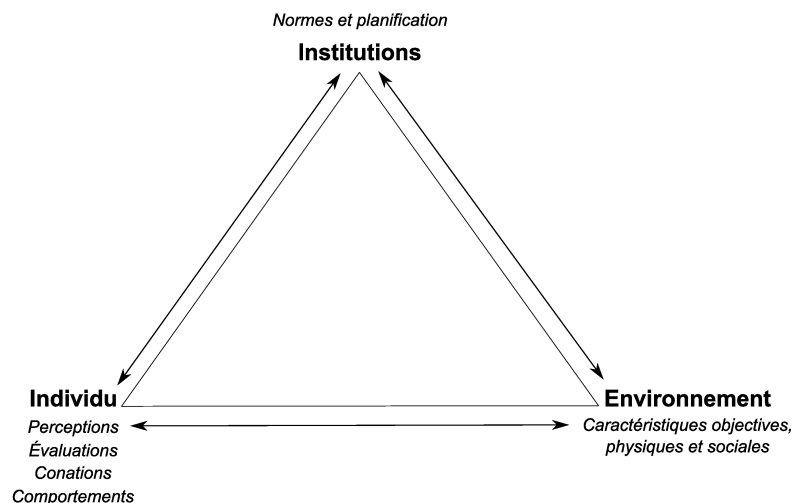 Normes et planification
Institutions
Individu
Perceptions
Évaluations
Conations
Comportements
Environnement
Caractéristiques objectives,
physiques et sociales